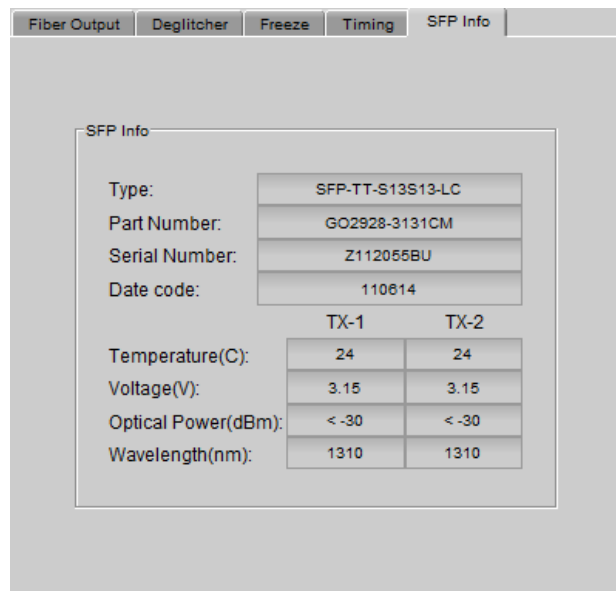 Fiber Output Deglitcher Freeze Timing SFP Info
SFP Info
Type: SFP-TT-S13S13-LC
Part Number: GO2928-3131CM
Serial Number: Z112055BU
Date code: 110614
TX-1 TX-2
Temperature(C): 24 24
Voltage(V): 3.15 3.15
Optical Power(dBm): < -30 < -30
Wavelength(nm): 1310 1310